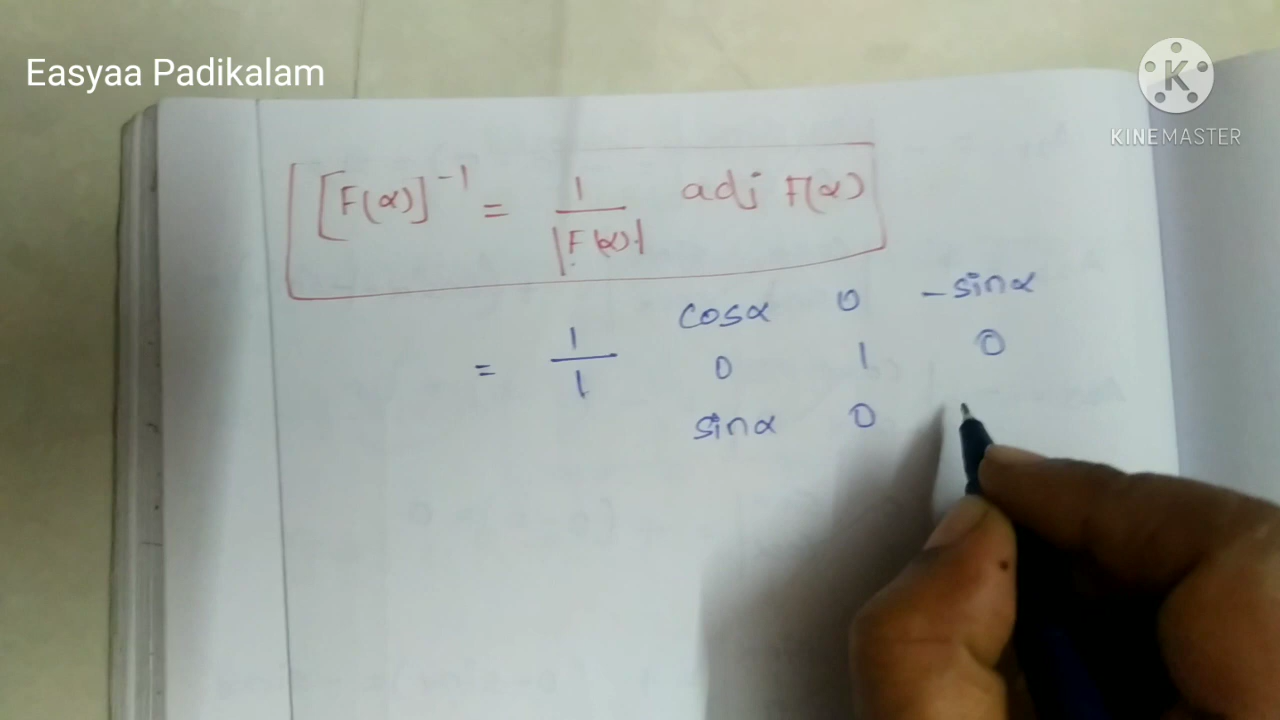 Easyaa Padikalam
KINEMASTER
[F(α)]⁻¹ = 1/|F(α)| adj F(α)
= 1/1 cosα 0 -sinα
0 1 0
sinα 0